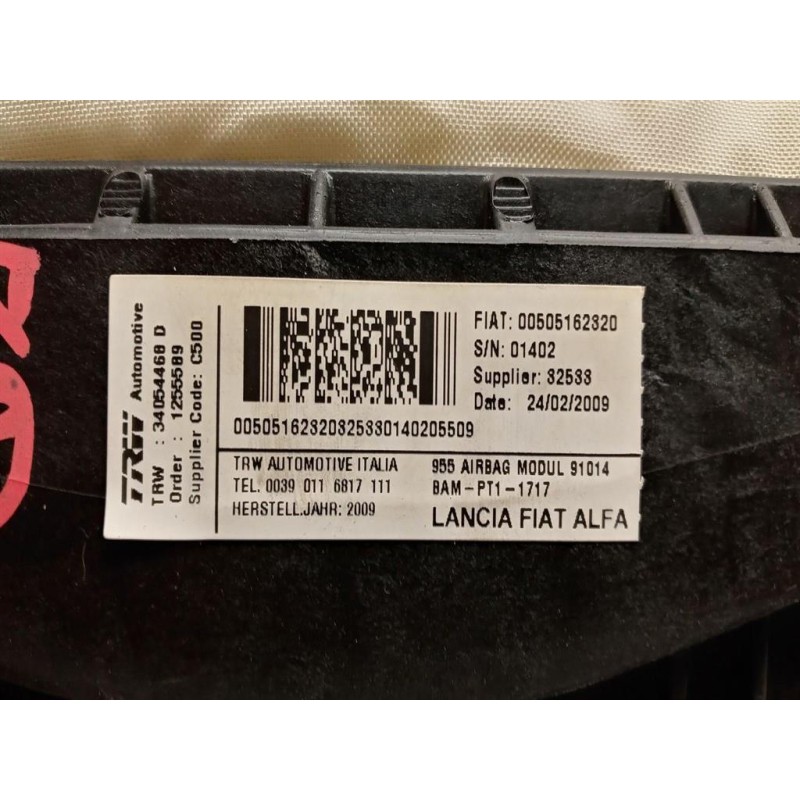 TRW Automotive
TRW : 34054468 D
Order : 1255589
Supplier Code: C500
FIAT: 00505162320
S/N: 01402
Supplier: 32533
Date: 24/02/2009
00505162320325330140205509
TRW AUTOMOTIVE ITALIA
TEL. 0039 011 6817 111
HERSTELL.JAHR: 2009
955 AIRBAG MODUL 91014
BAM-PT1-1717
LANCIA FIAT ALFA